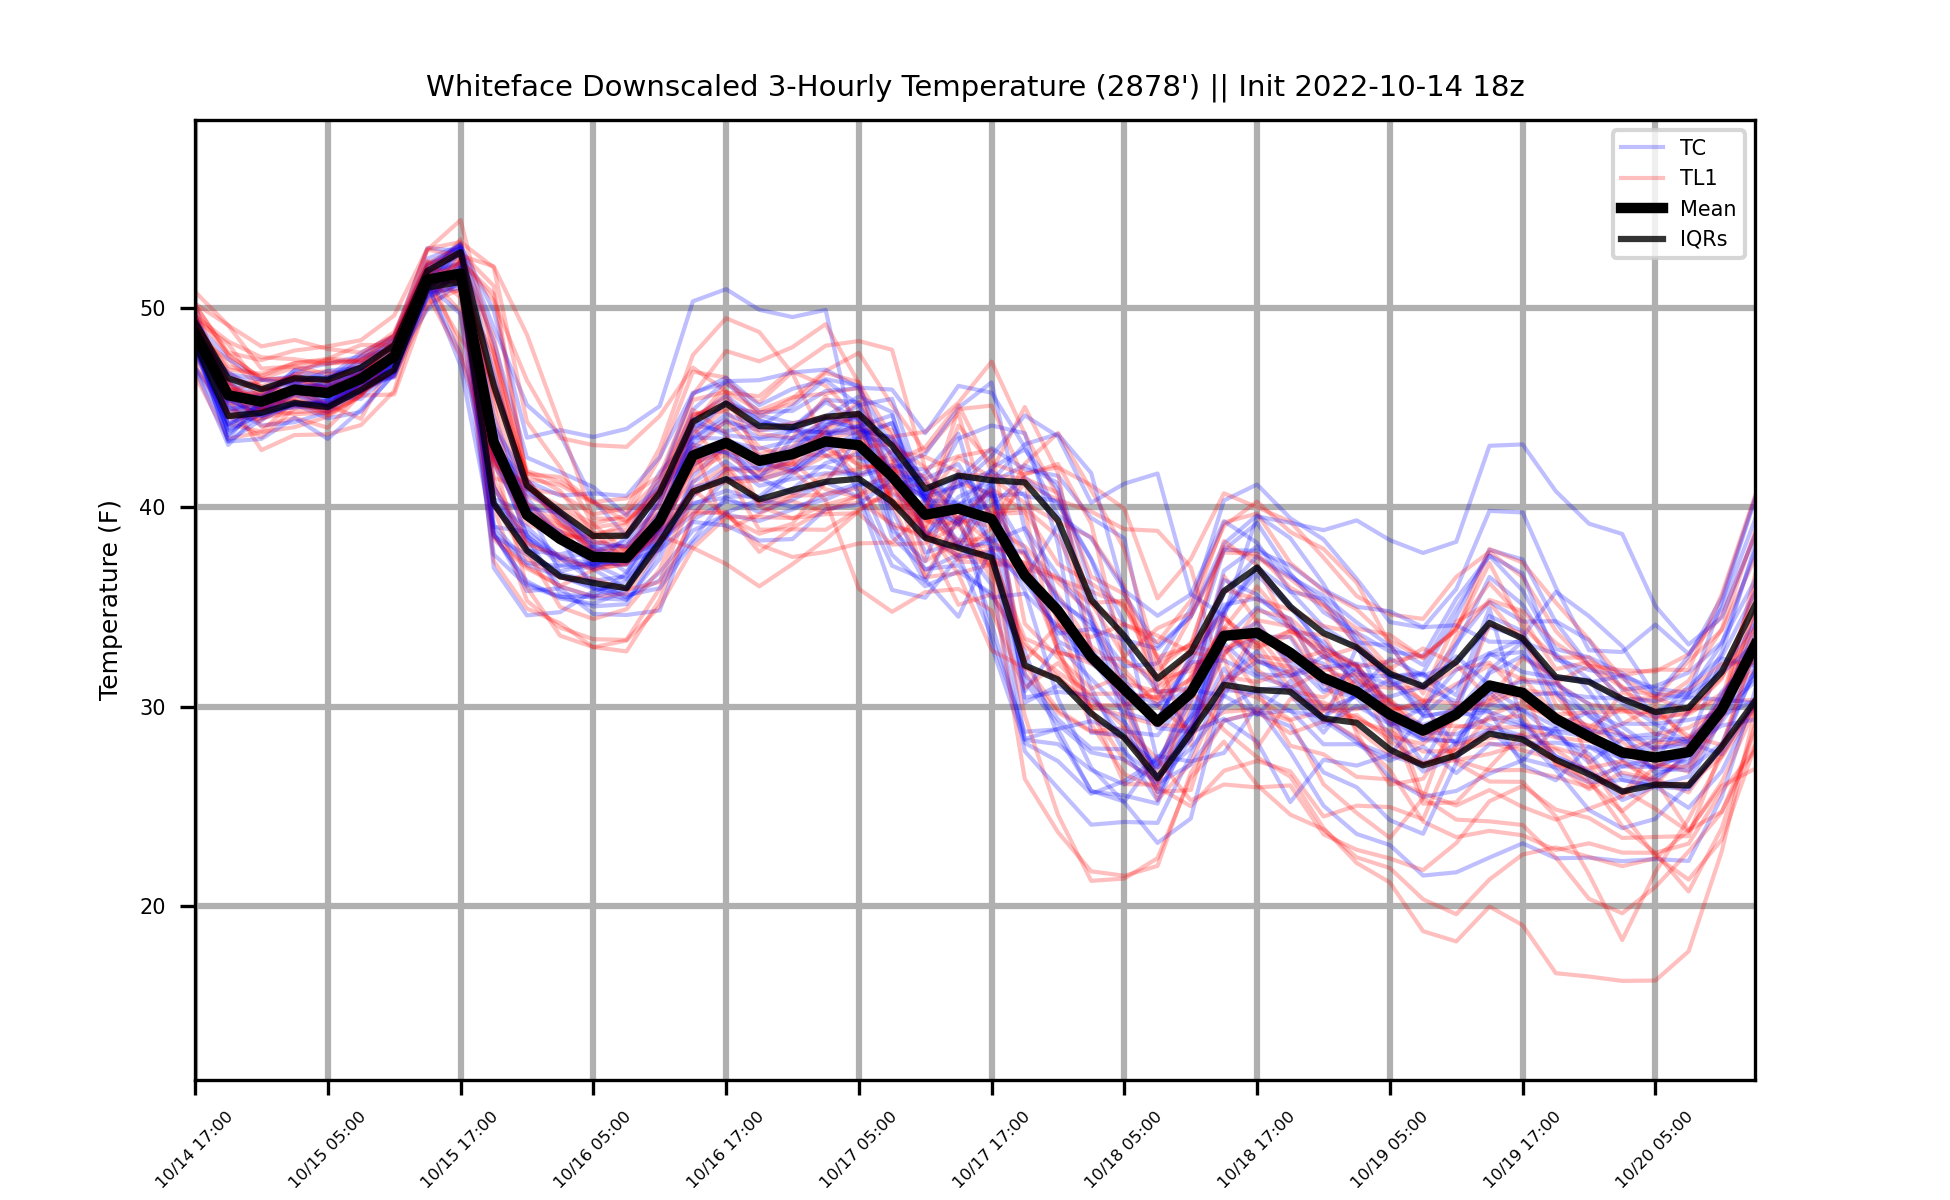 Whiteface Downscaled 3-Hourly Temperature (2878') || Init 2022-10-14 18z
TC
TL1
Mean
IQRs
Temperature (F)
50
40
30
20
10/14 17:00
10/15 05:00
10/15 17:00
10/16 05:00
10/16 17:00
10/17 05:00
10/17 17:00
10/18 05:00
10/18 17:00
10/19 05:00
10/19 17:00
10/20 05:00